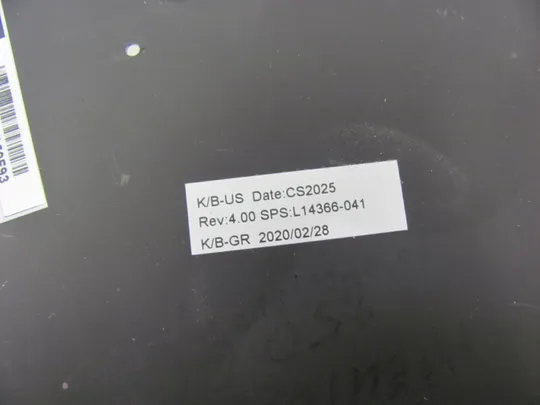 K/B-US Date:CS2025
Rev:4.00 SPS:L14366-041
K/B-GR 2020/02/28